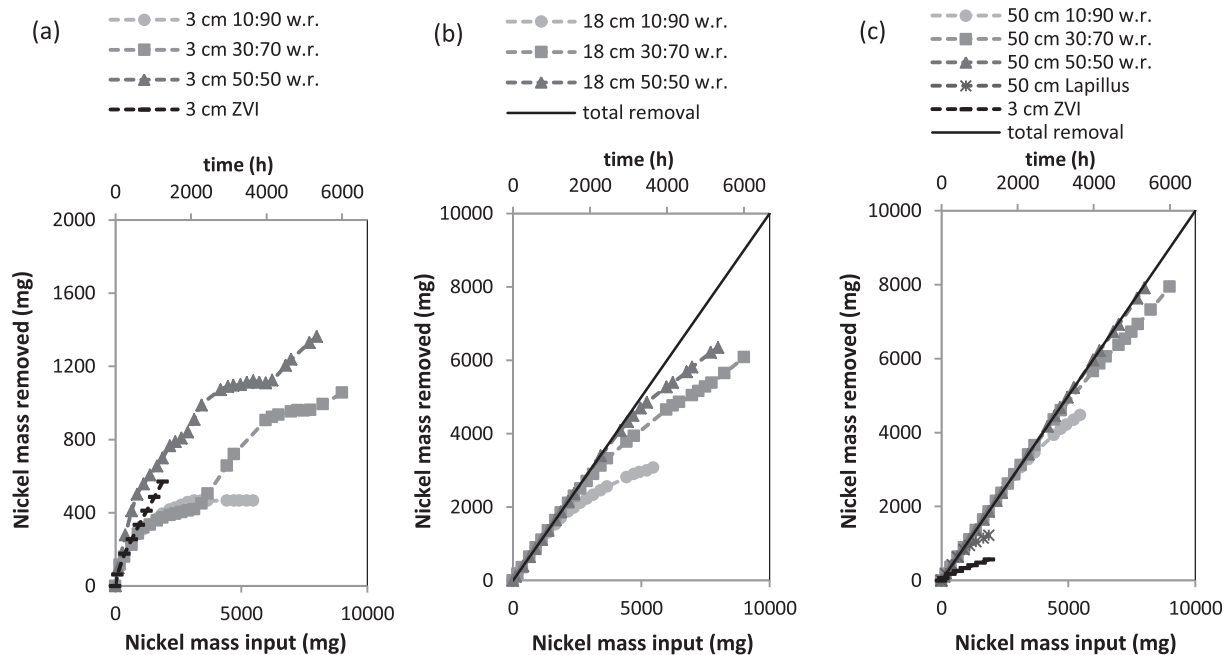 (a)
3 cm 10:90 w.r.
3 cm 30:70 w.r.
3 cm 50:50 w.r.
3 cm ZVI
time (h)
0 2000 4000 6000
2000
1600
1200
800
400
0
Nickel mass removed (mg)
0 5000 10000
Nickel mass input (mg)
(b)
18 cm 10:90 w.r.
18 cm 30:70 w.r.
18 cm 50:50 w.r.
total removal
time (h)
0 2000 4000 6000
10000
8000
6000
4000
2000
0
Nickel mass removed (mg)
0 5000 10000
Nickel mass input (mg)
(c)
50 cm 10:90 w.r.
50 cm 30:70 w.r.
50 cm 50:50 w.r.
50 cm Lapillus
3 cm ZVI
total removal
time (h)
0 2000 4000 6000
10000
8000
6000
4000
2000
0
Nickel mass removed (mg)
0 5000 10000
Nickel mass input (mg)